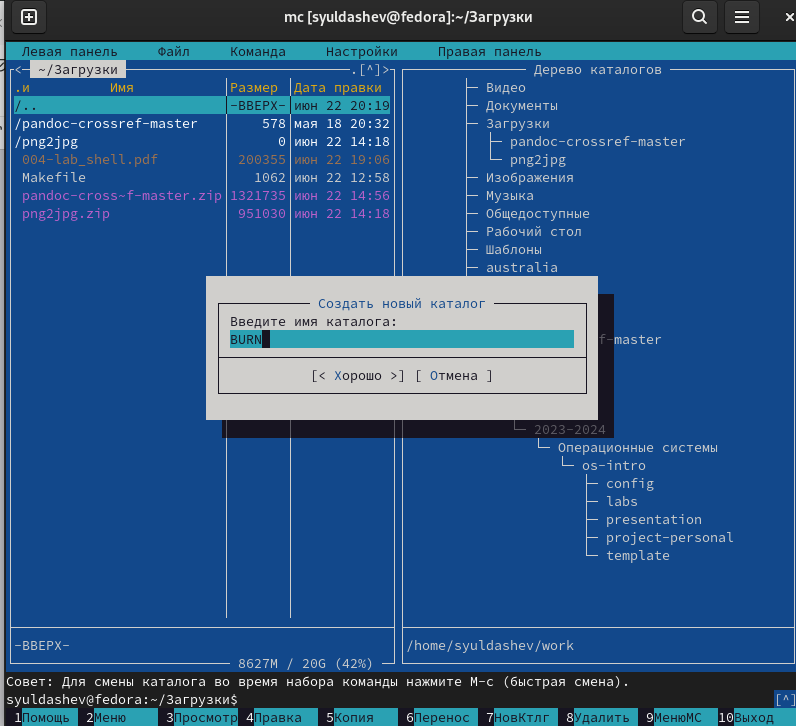 mc [syuldashev@fedora]:~/Загрузки
Левая панель Файл Команда Настройки Правая панель
<─ ~/Загрузки .[^]>
.и Имя Размер Дата правки
/.. -ВВЕРХ- июн 22 20:19
/pandoc-crossref-master 578 мая 18 20:32
/png2jpg 0 июн 22 14:18
004-lab_shell.pdf 200355 июн 22 19:06
Makefile 1062 июн 22 12:58
pandoc-cross~f-master.zip 1321735 июн 22 14:56
png2jpg.zip 951030 июн 22 14:18
Дерево каталогов
Видео
Документы
Загрузки
pandoc-crossref-master
png2jpg
Изображения
Музыка
Общедоступные
Рабочий стол
Шаблоны
australia
Создать новый каталог
Введите имя каталога:
BURN
[< Хорошо >] [ Отмена ]
f-master
2023-2024
Операционные системы
os-intro
config
labs
presentation
project-personal
template
-ВВЕРХ-
8627M / 20G (42%)
/home/syuldashev/work
Совет: Для смены каталога во время набора команды нажмите M-c (быстрая смена).
syuldashev@fedora:~/Загрузки$ [^]
1Помощь 2Меню 3Просмотр 4Правка 5Копия 6Перенос 7НовКтлг 8Удалить 9МенюMC 10Выход